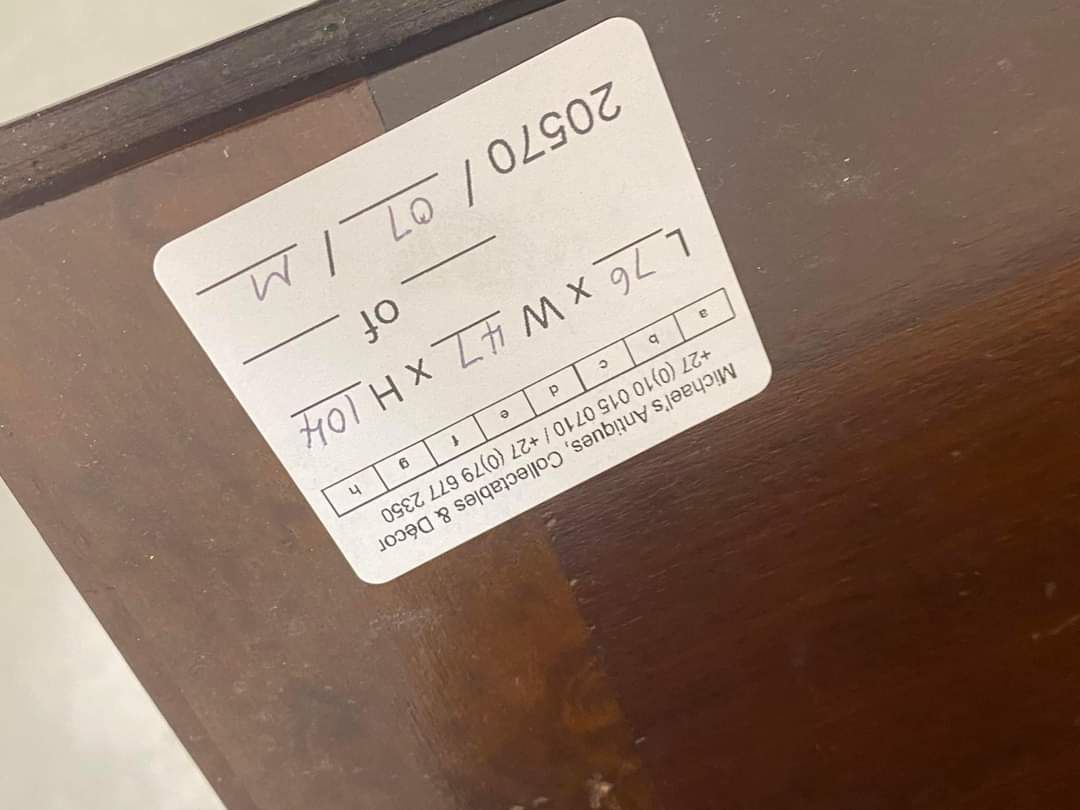 Michael's Antiques, Collectables & Décor
+27 (0)10 015 0710 / +27 (0)79 677 2350
a b c d e f g h
L 76 x W 47 x H 104
of
20570 / 07 / M